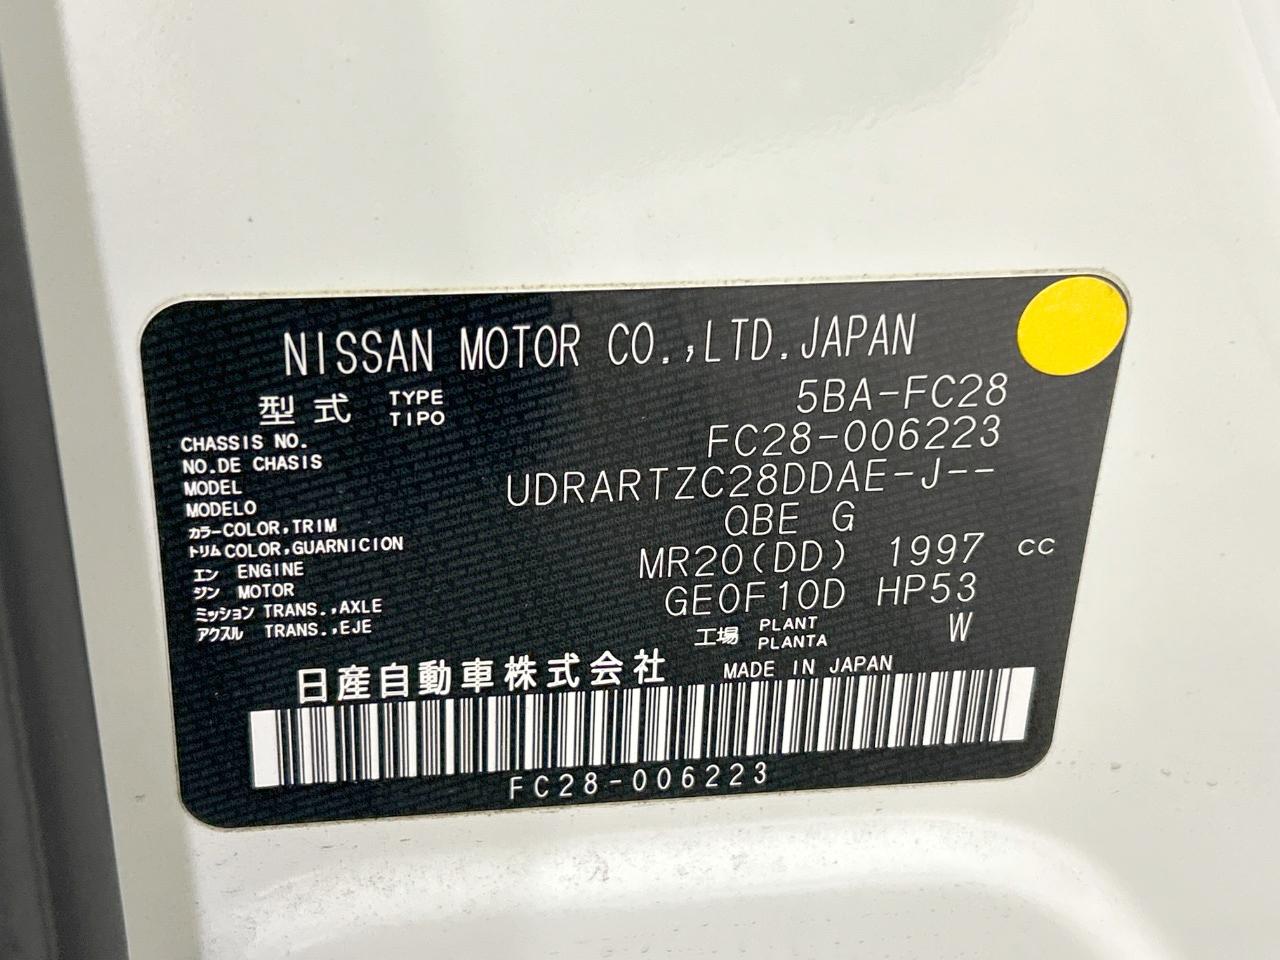 NISSAN MOTOR CO.,LTD.JAPAN
型式 TYPE TIPO 5BA-FC28
CHASSIS NO. NO.DE CHASIS FC28-006223
MODEL MODELO UDRARTZC28DDAE-J--
カラー COLOR,TRIM トリム COLOR,GUARNICION QBE G
エンジン ENGINE MOTOR MR20(DD) 1997 CC
ミッション TRANS.,AXLE アクスル TRANS.,EJE GE0F10D HP53
工場 PLANT PLANTA W
日産自動車株式会社 MADE IN JAPAN
FC28-006223